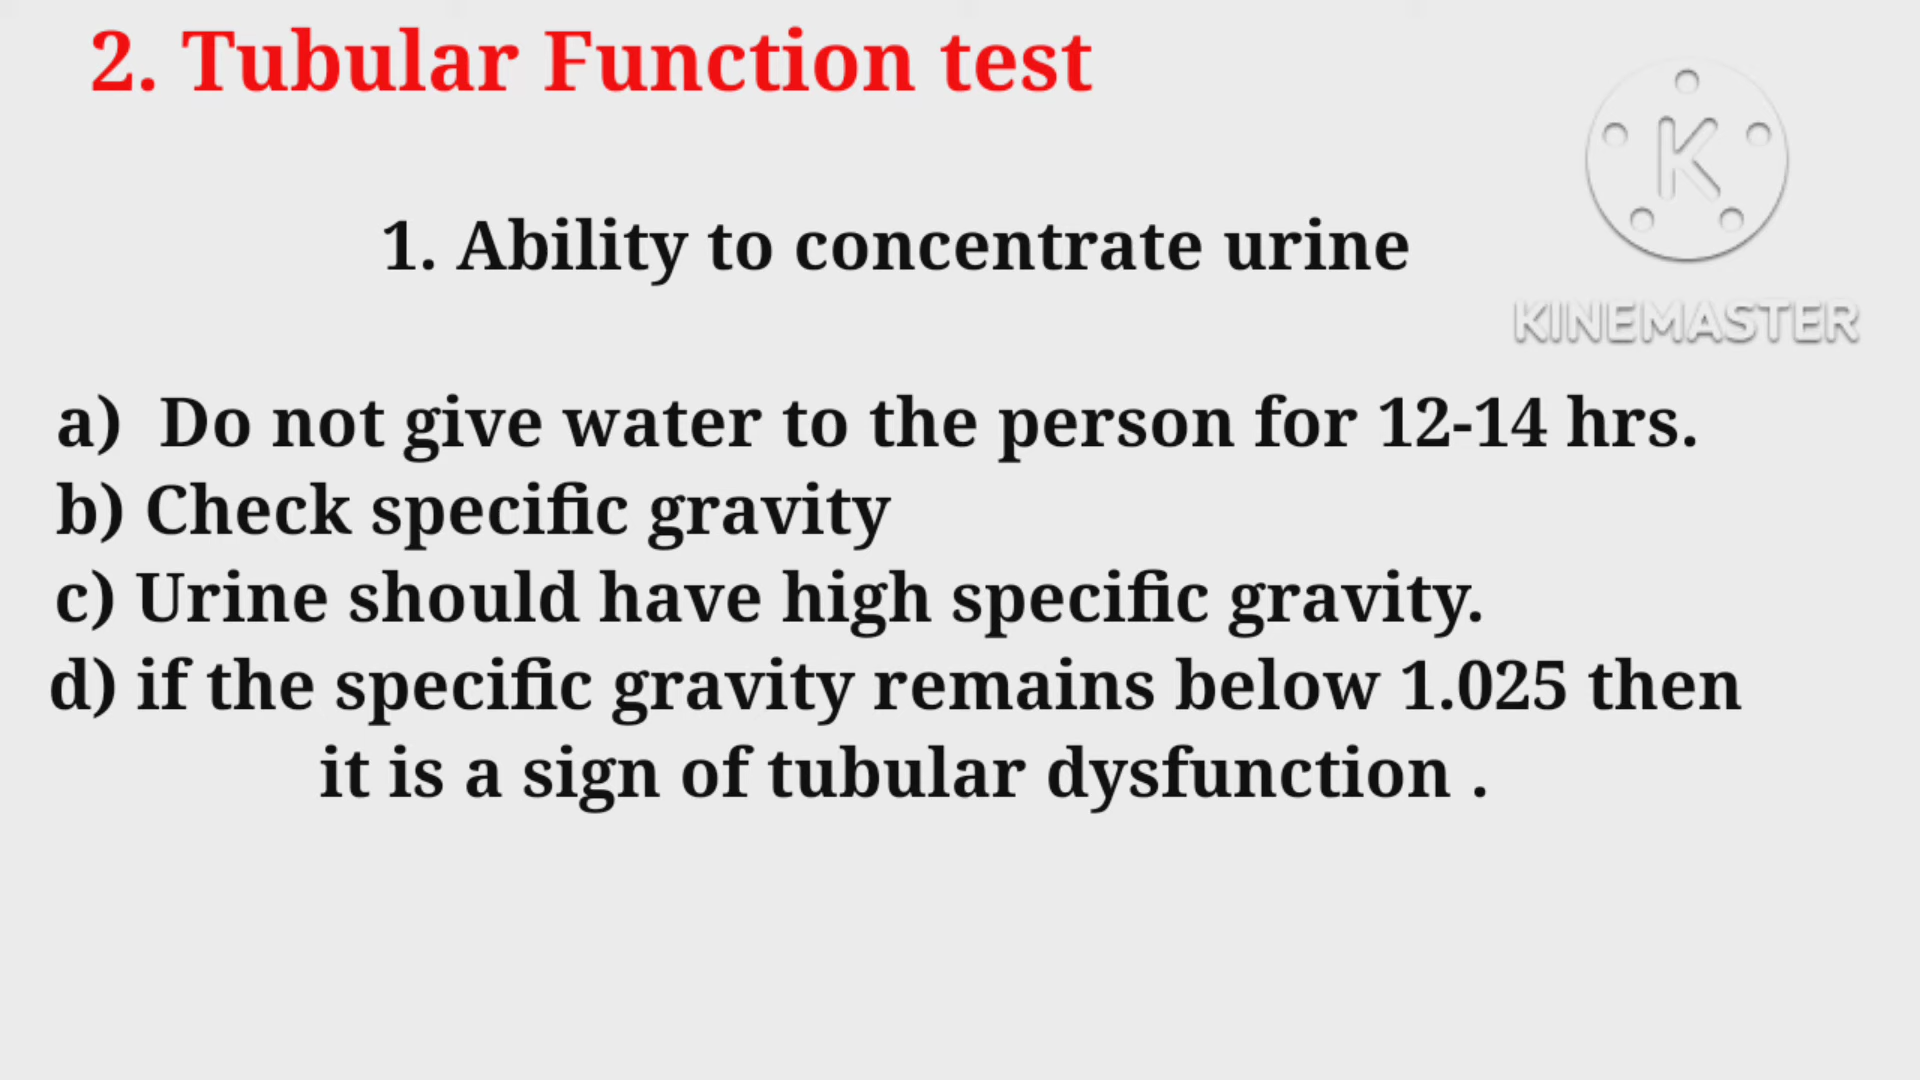 2. Tubular Function test
1. Ability to concentrate urine
KINEMASTER
a) Do not give water to the person for 12-14 hrs.
b) Check specific gravity
c) Urine should have high specific gravity.
d) if the specific gravity remains below 1.025 then
it is a sign of tubular dysfunction .